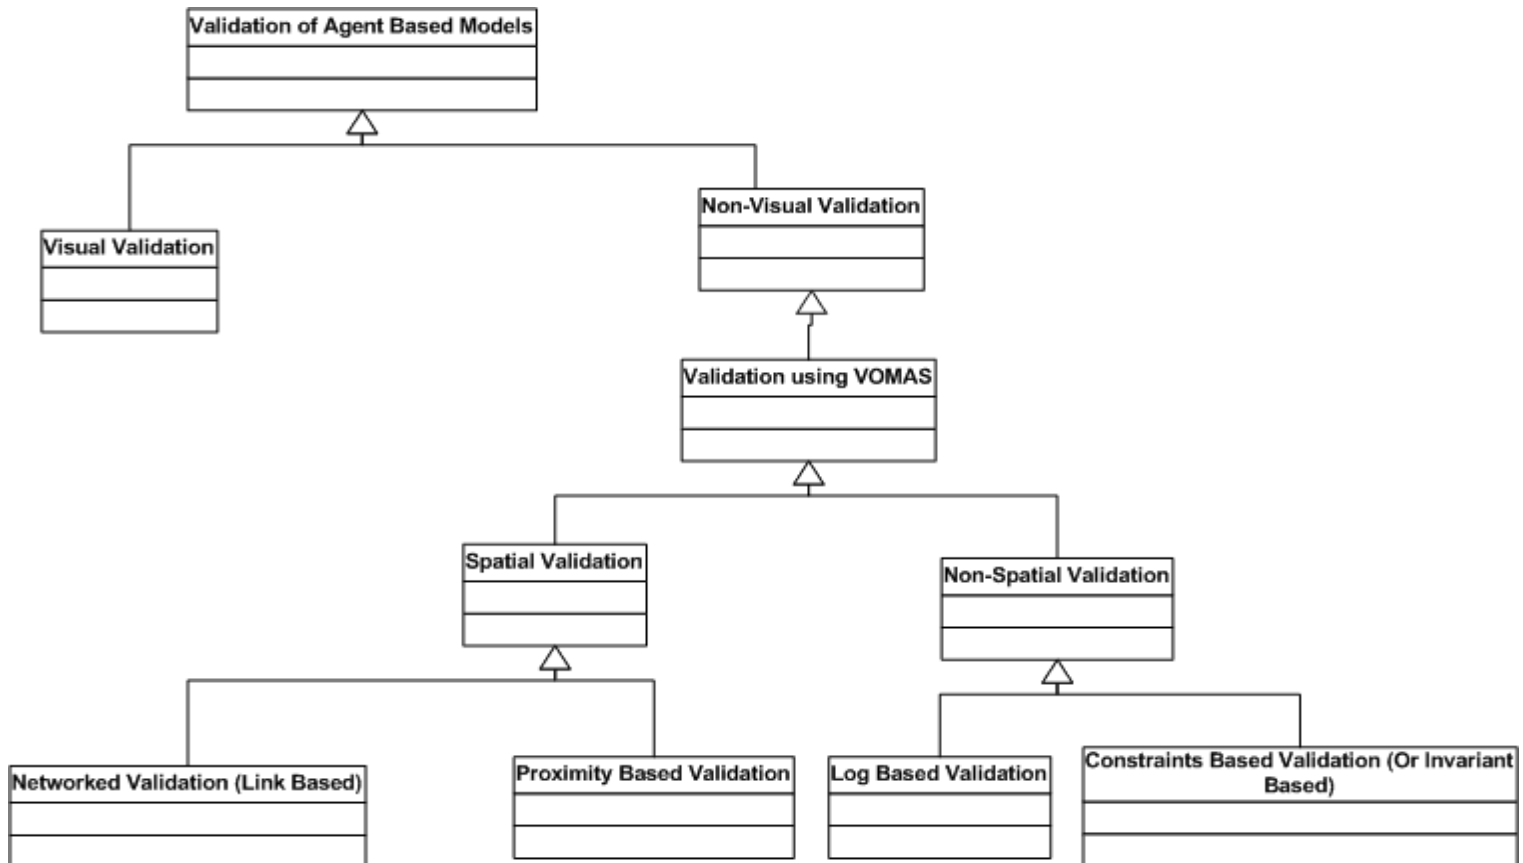 Validation of Agent Based Models
Non-Visual Validation
Visual Validation
Validation using VOMAS
Spatial Validation
Non-Spatial Validation
Networked Validation (Link Based)
Proximity Based Validation
Log Based Validation
Constraints Based Validation (Or Invariant
Based)